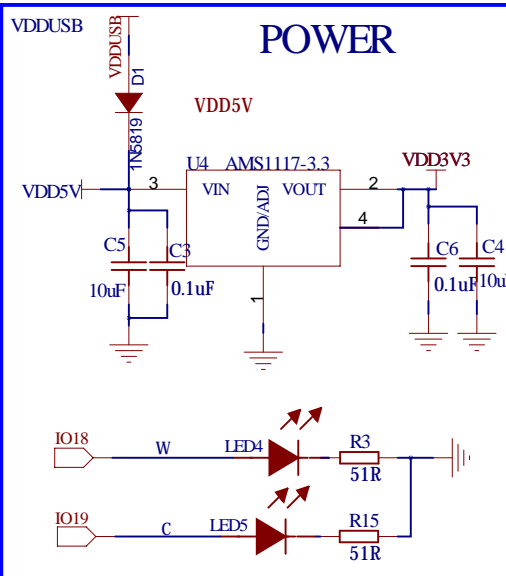 VDDUSB
POWER
VDDUSB
D1
1N5819
VDD5V
U4 AMS1117-3.3
VDD3V3
VDD5V
3
VIN
VOUT
2
GND/ADJ
4
C5
C3
C6
C4
10uF
0.1uF
0.1uF
1
IO18
W
LED4
R3
51R
IO19
C
LED5
R15
51R